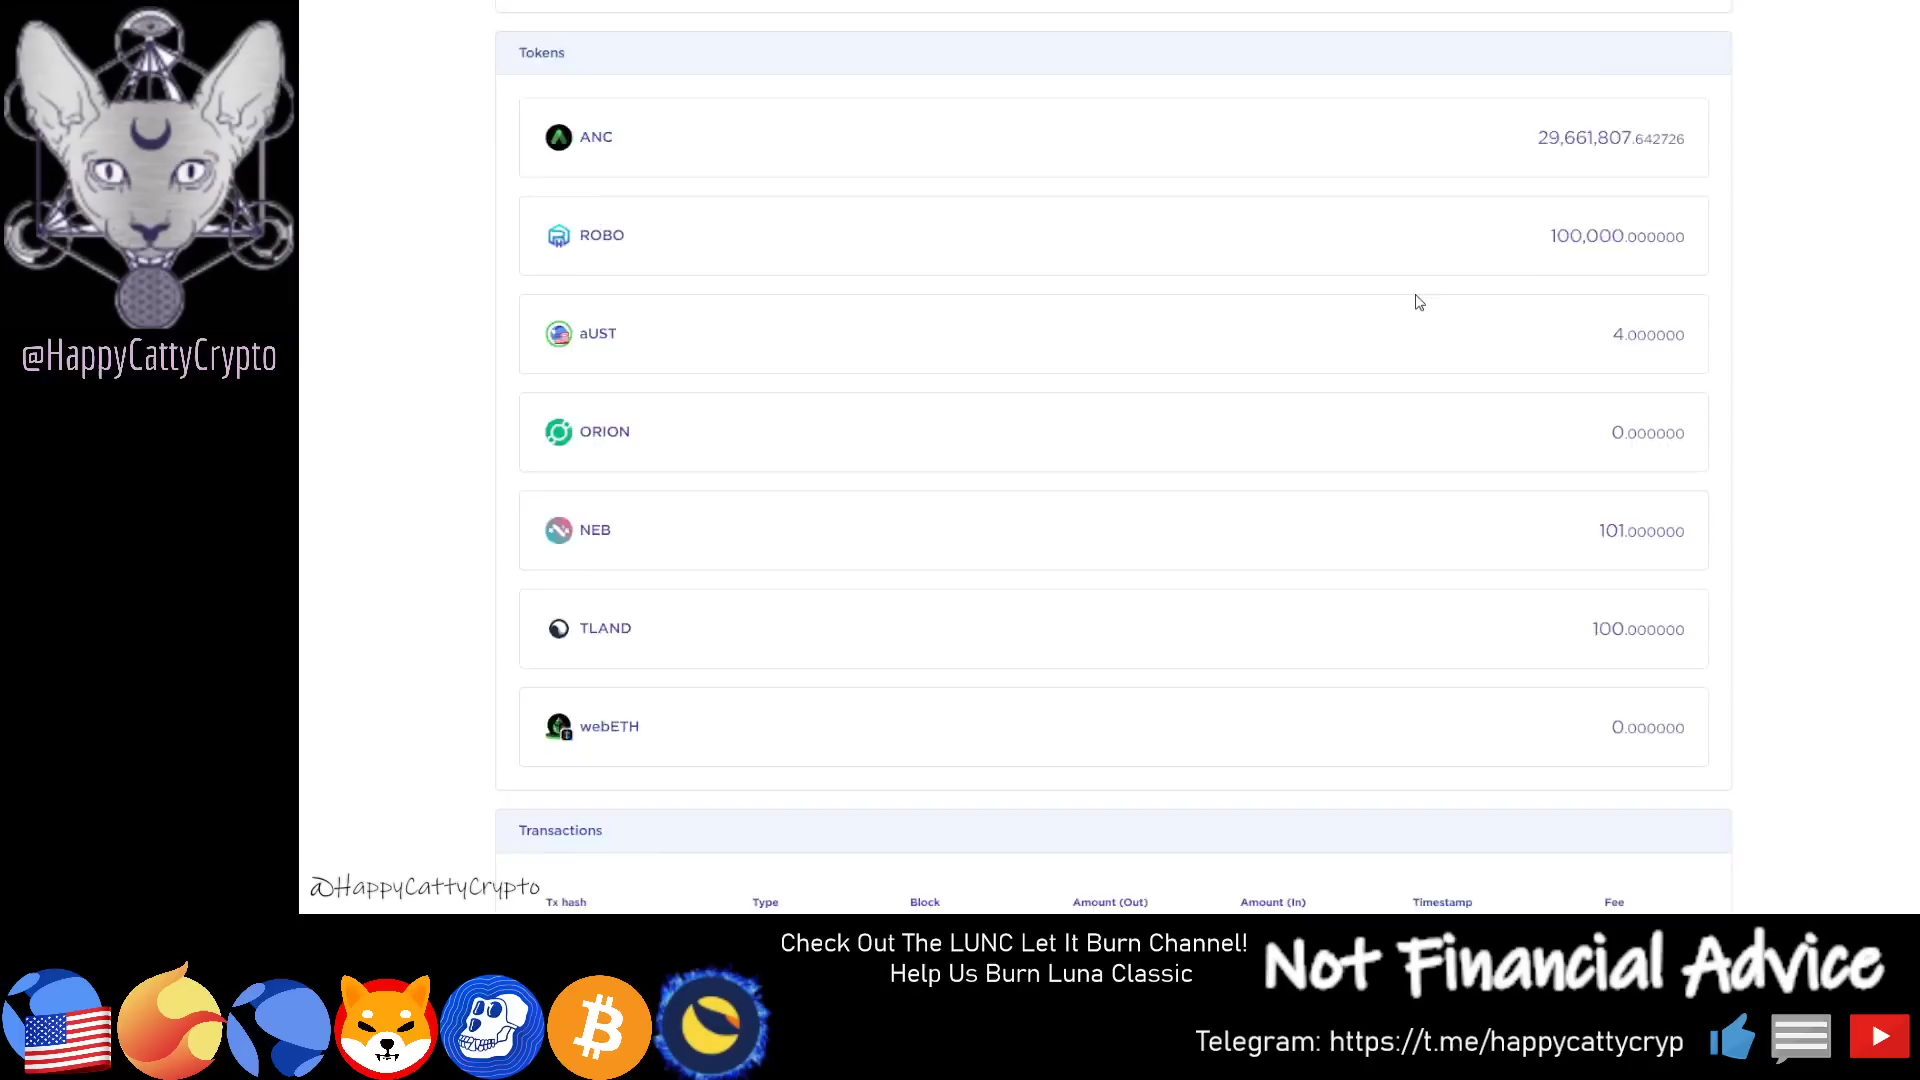 @HappyCattyCrypto
Tokens
ANC 29,661,807.642726
ROBO 100,000.000000
aUST 4.000000
ORION 0.000000
NEB 101.000000
TLAND 100.000000
webETH 0.000000
Transactions
@HappyCattyCrypto
Tx hash Type Block Amount (Out) Amount (In) Timestamp Fee
Check Out The LUNC Let It Burn Channel!
Help Us Burn Luna Classic
Not Financial Advice
Telegram: https://t.me/happycattycryp